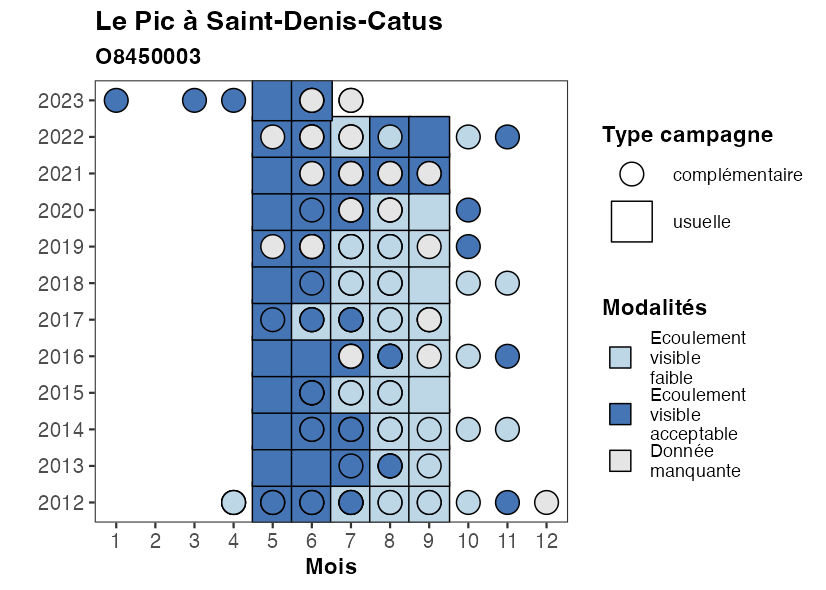 Le Pic à Saint-Denis-Catus
O8450003
2023
2022
2021
2020
2019
2018
2017
2016
2015
2014
2013
2012
1 2 3 4 5 6 7 8 9 10 11 12
Mois
Type campagne
complémentaire
usuelle
Modalités
Ecoulement
visible
faible
Ecoulement
visible
acceptable
Donnée
manquante